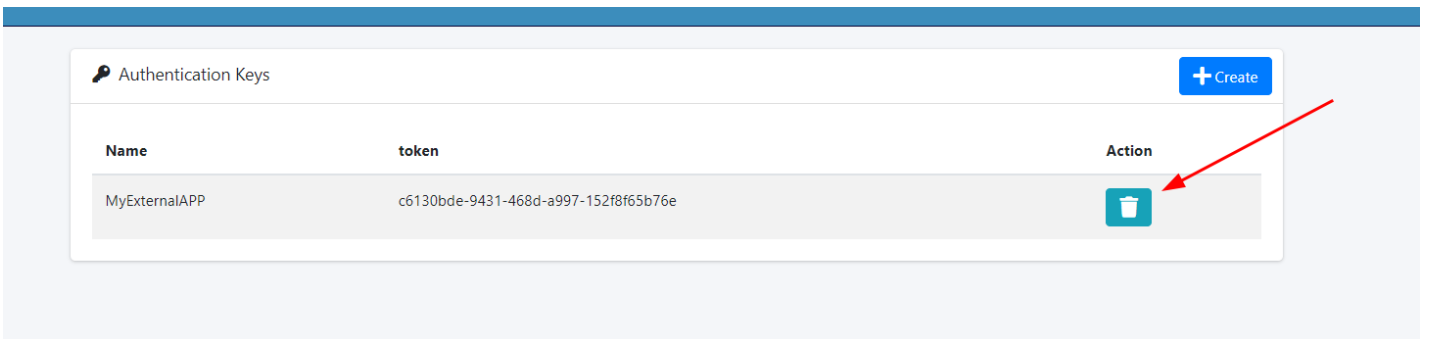 Authentication Keys
Create
Name token Action
MyExternalAPP c6130bde-9431-468d-a997-152f8f65b76e